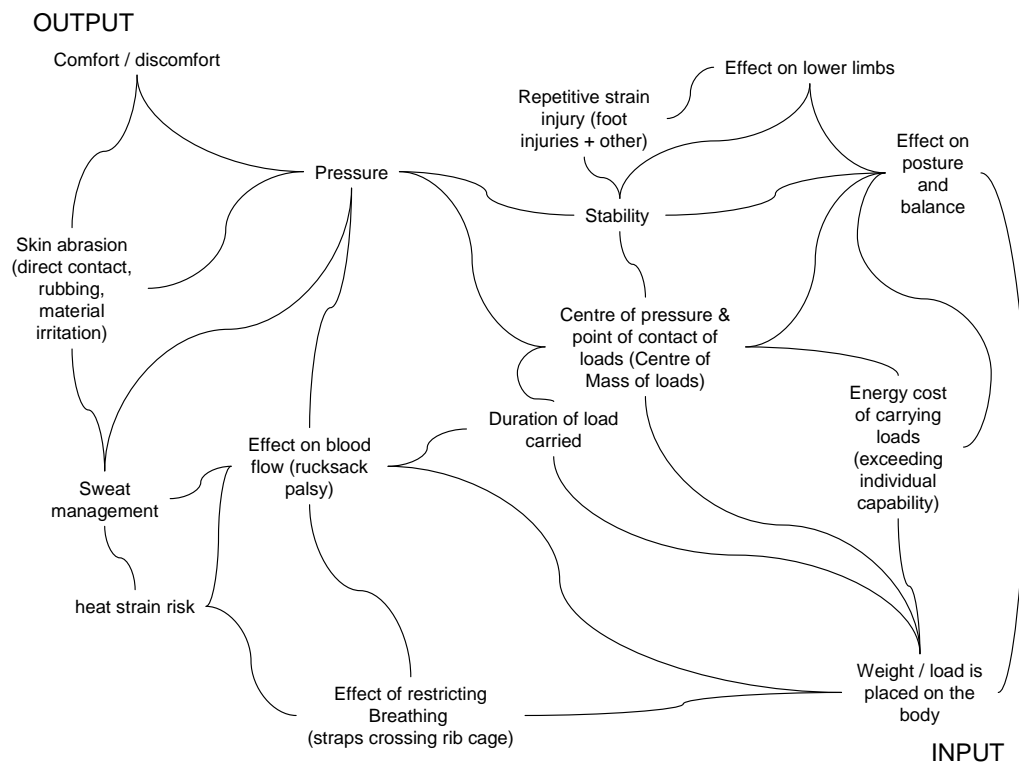 OUTPUT
Comfort / discomfort
Effect on lower limbs
Repetitive strain
injury (foot
injuries + other)
Effect on
posture
and
balance
Pressure
Stability
Skin abrasion
(direct contact,
rubbing,
material
irritation)
Centre of pressure &
point of contact of
loads (Centre of
Mass of loads)
Energy cost
of carrying
loads
(exceeding
individual
capability)
Duration of load
carried
Effect on blood
flow (rucksack
palsy)
Sweat
management
heat strain risk
Effect of restricting
Breathing
(straps crossing rib cage)
Weight / load is
placed on the
body
INPUT